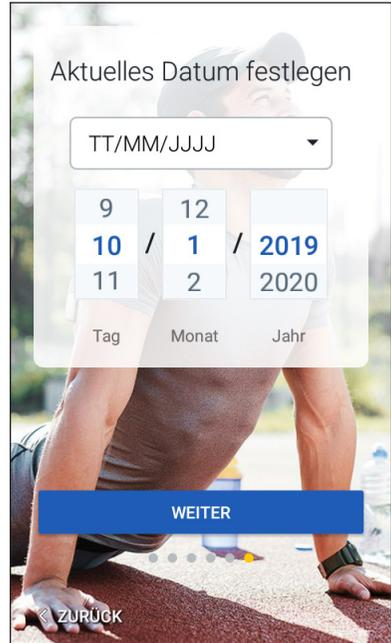 Aktuelles Datum festlegen
TT/MM/JJJJ
9 12
10 / 1 / 2019
11 2 2020
Tag Monat Jahr
WEITER
< ZURÜCK